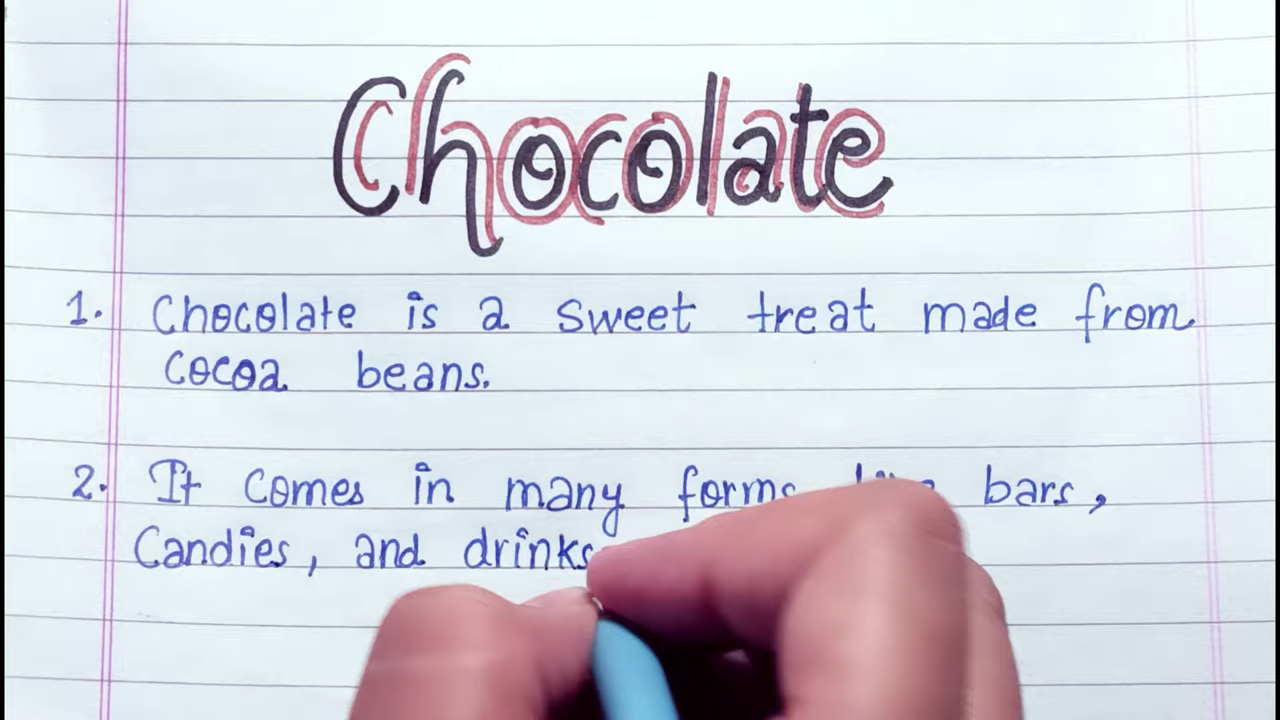 Chocolate
1. Chocolate is a sweet treat made from
cocoa beans.
2. It comes in many forms bars,
Candies, and drinks